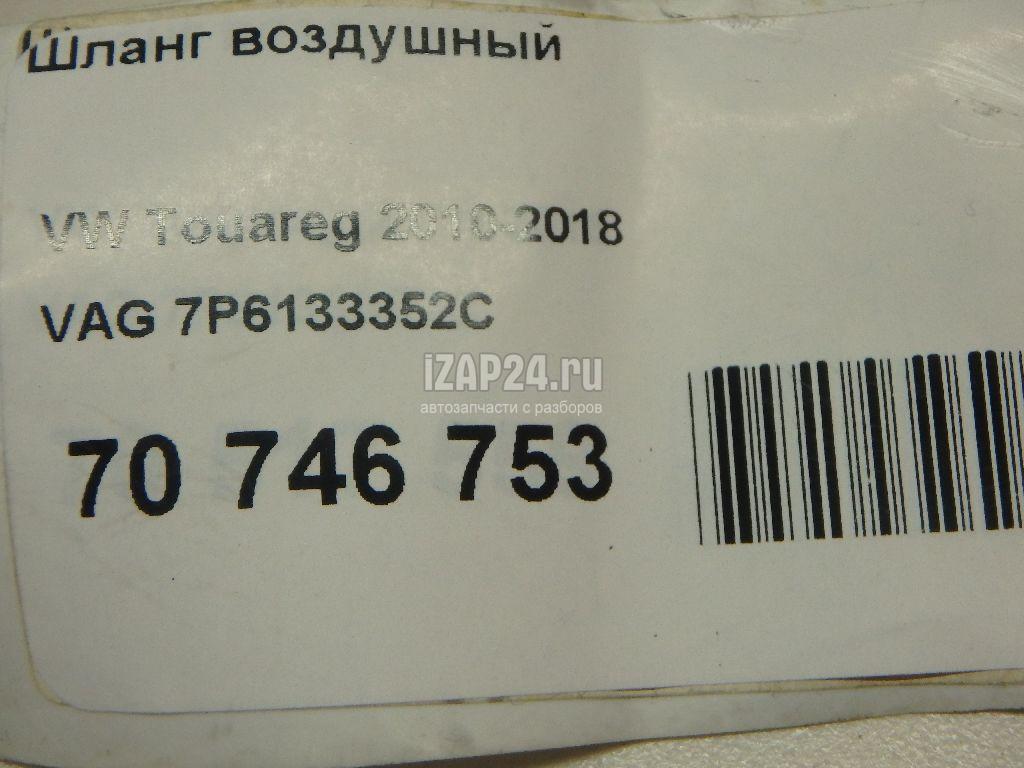 Шланг воздушный
VW Touareg 2010-2018
VAG 7P6133352C
iZAP24.ru
автозапчасти с разборов
70 746 753